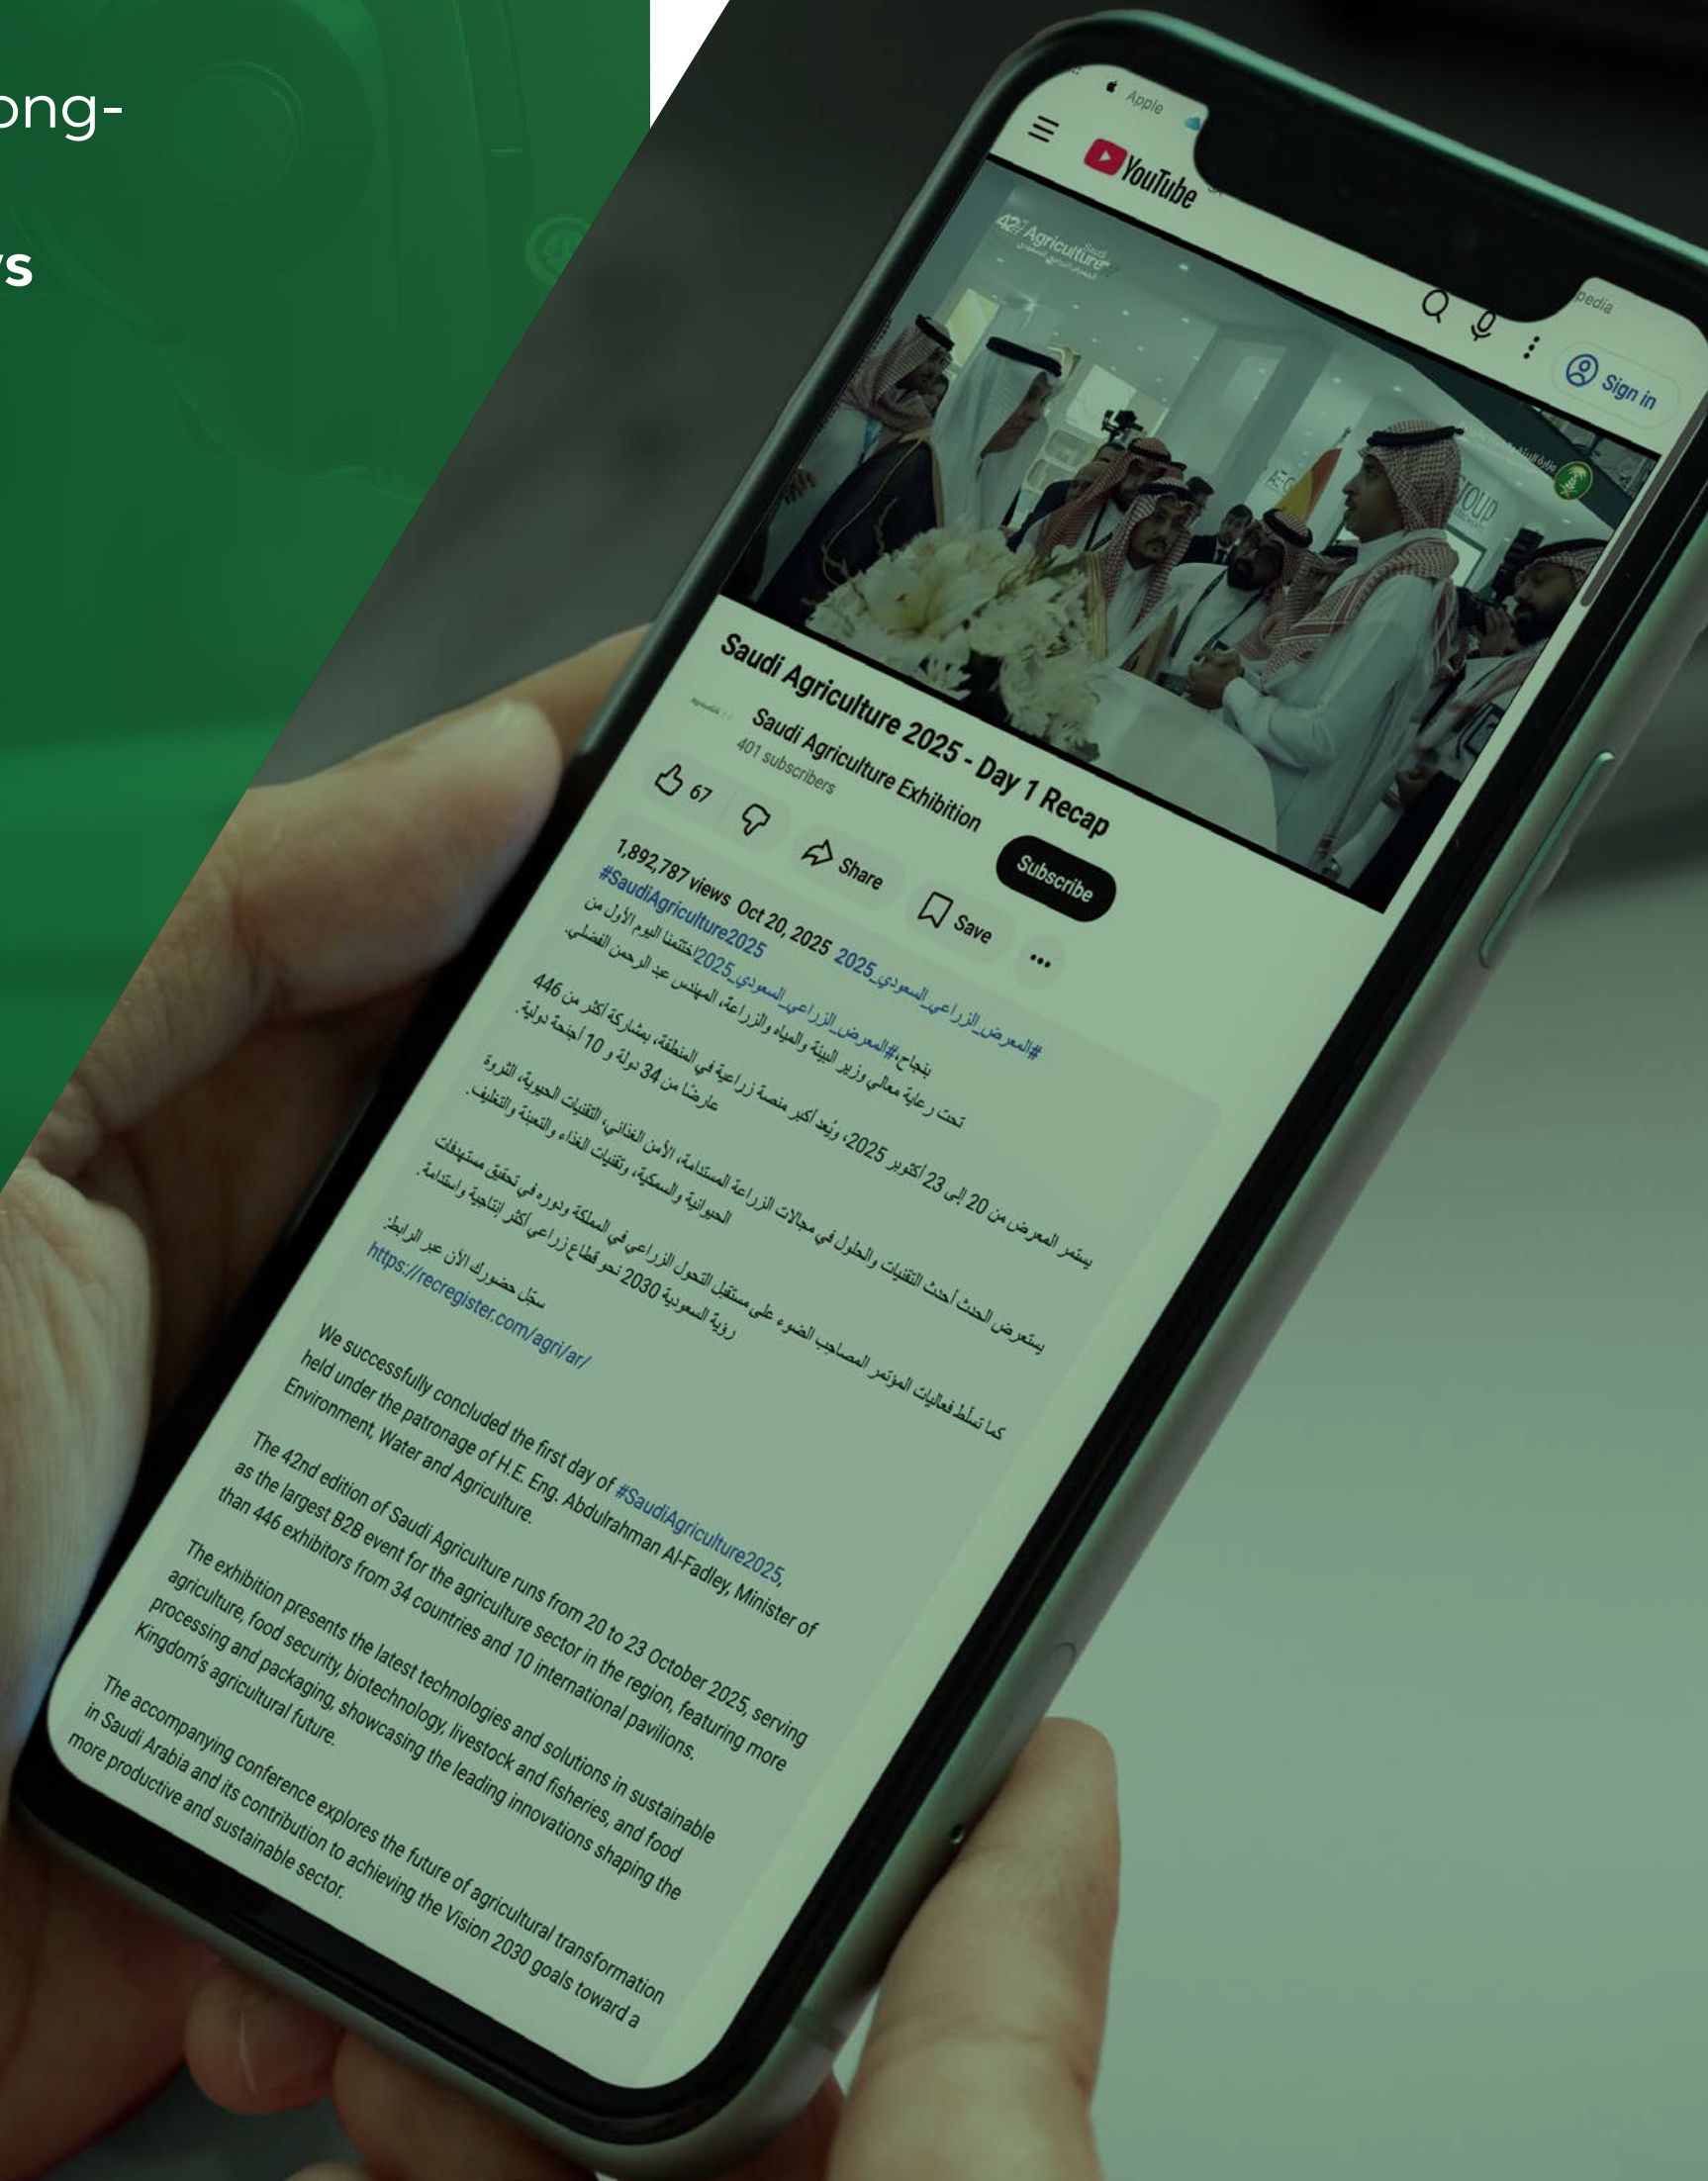 ong-
s
Apple
pedia
YouTube
Sign in
42 Saudi Agriculture
المعرض الزراعي السعودي
GROUP
Saudi Agriculture 2025 - Day 1 Recap
Saudi Agriculture Exhibition
401 subscribers
Subscribe
67
Share
Save
1,892,787 views Oct 20, 2025 #المعرض_الزراعي_السعودي_2025
#SaudiAgriculture2025
اختتمنا اليوم الأول من #المعرض_الزراعي_السعودي_2025
بنجاح،
تحت رعاية معالي وزير البيئة والمياه والزراعة، المهندس عبد الرحمن الفضلي.
يستمر المعرض من 20 إلى 23 أكتوبر 2025، ويُعد أكبر منصة زراعية في المنطقة، بمشاركة أكثر من 446
عارضًا من 34 دولة و 10 أجنحة دولية.
يستعرض الحدث أحدث التقنيات والحلول في مجالات الزراعة المستدامة، الأمن الغذائي، التقنيات الحيوية، الثروة
الحيوانية والسمكية، وتقنيات الغذاء والتعبئة والتغليف.
كما تسلّط فعاليات المؤتمر المصاحب الضوء على مستقبل التحول الزراعي في المملكة ودوره في تحقيق مستهدفات
رؤية السعودية 2030 نحو قطاع زراعي أكثر إنتاجية واستدامة.
سجّل حضورك الآن عبر الرابط:
https://recregister.com/agri/ar/
We successfully concluded the first day of #SaudiAgriculture2025,
held under the patronage of H.E. Eng. Abdulrahman Al-Fadley, Minister of
Environment, Water and Agriculture.
The 42nd edition of Saudi Agriculture runs from 20 to 23 October 2025, serving
as the largest B2B event for the agriculture sector in the region, featuring more
than 446 exhibitors from 34 countries and 10 international pavilions.
The exhibition presents the latest technologies and solutions in sustainable
agriculture, food security, biotechnology, livestock and fisheries, and food
processing and packaging, showcasing the leading innovations shaping the
Kingdom's agricultural future.
The accompanying conference explores the future of agricultural transformation
in Saudi Arabia and its contribution to achieving the Vision 2030 goals toward a
more productive and sustainable sector.